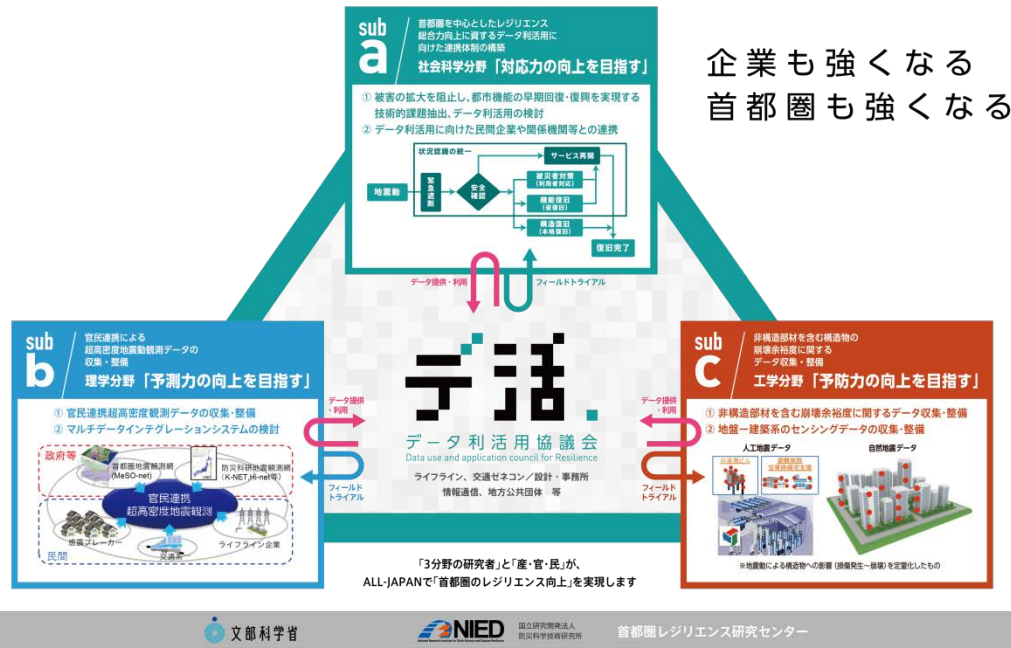 企業も強くなる
首都圏も強くなる
sub
a
首都圏を中心としたレジリエンス
総合力向上に資するデータ利活用に
向けた連携体制の構築
社会科学分野「対応力の向上を目指す」
① 被害の拡大を阻止し、都市機能の早期回復・復興を実現する
技術的課題抽出、データ利活用の検討
② データ利活用に向けた民間企業や関係機関等との連携
状況認識の統一
地震動
緊急遮断
安全
確認
サービス再開
被災者対策
(利用者対応)
機能復旧
(仮復旧)
構造復旧
(本格復旧)
復旧完了
データ提供・利用
フィールドトライアル
sub
b
官民連携による
超高密度地震動観測データの
収集・整備
理学分野「予測力の向上を目指す」
① 官民連携超高密度観測データの収集・整備
② マルチデータインテグレーションシステムの検討
政府等
首都圏地震観測網
(MeSO-net)
防災科研地震観測網
(K-NET,Hi-net等)
官民連携
超高密度地震観測
感震ブレーカー
交通系
ライフライン企業
民間
データ提供
・利用
フィールド
トライアル
デ活.
データ利活用協議会
Data use and application council for Resilience
ライフライン、交通ゼネコン／設計・事務所
情報通信、地方公共団体 等
データ提供
・利用
フィールド
トライアル
sub
c
非構造部材を含む構造物の
崩壊余裕度に関する
データ収集・整備
工学分野「予防力の向上を目指す」
① 非構造部材を含む崩壊余裕度に関するデータ収集・整備
② 地盤ー建築系のセンシングデータの収集・整備
人工地震データ
自然地震データ
※地震動による構造物への影響(損傷発生～崩壊)を定量化したもの
「3分野の研究者」と「産・官・民」が、
ALL-JAPANで「首都圏のレジリエンス向上」を実現します
文部科学省
NIED
国立研究開発法人
防災科学技術研究所
首都圏レジリエンス研究センター